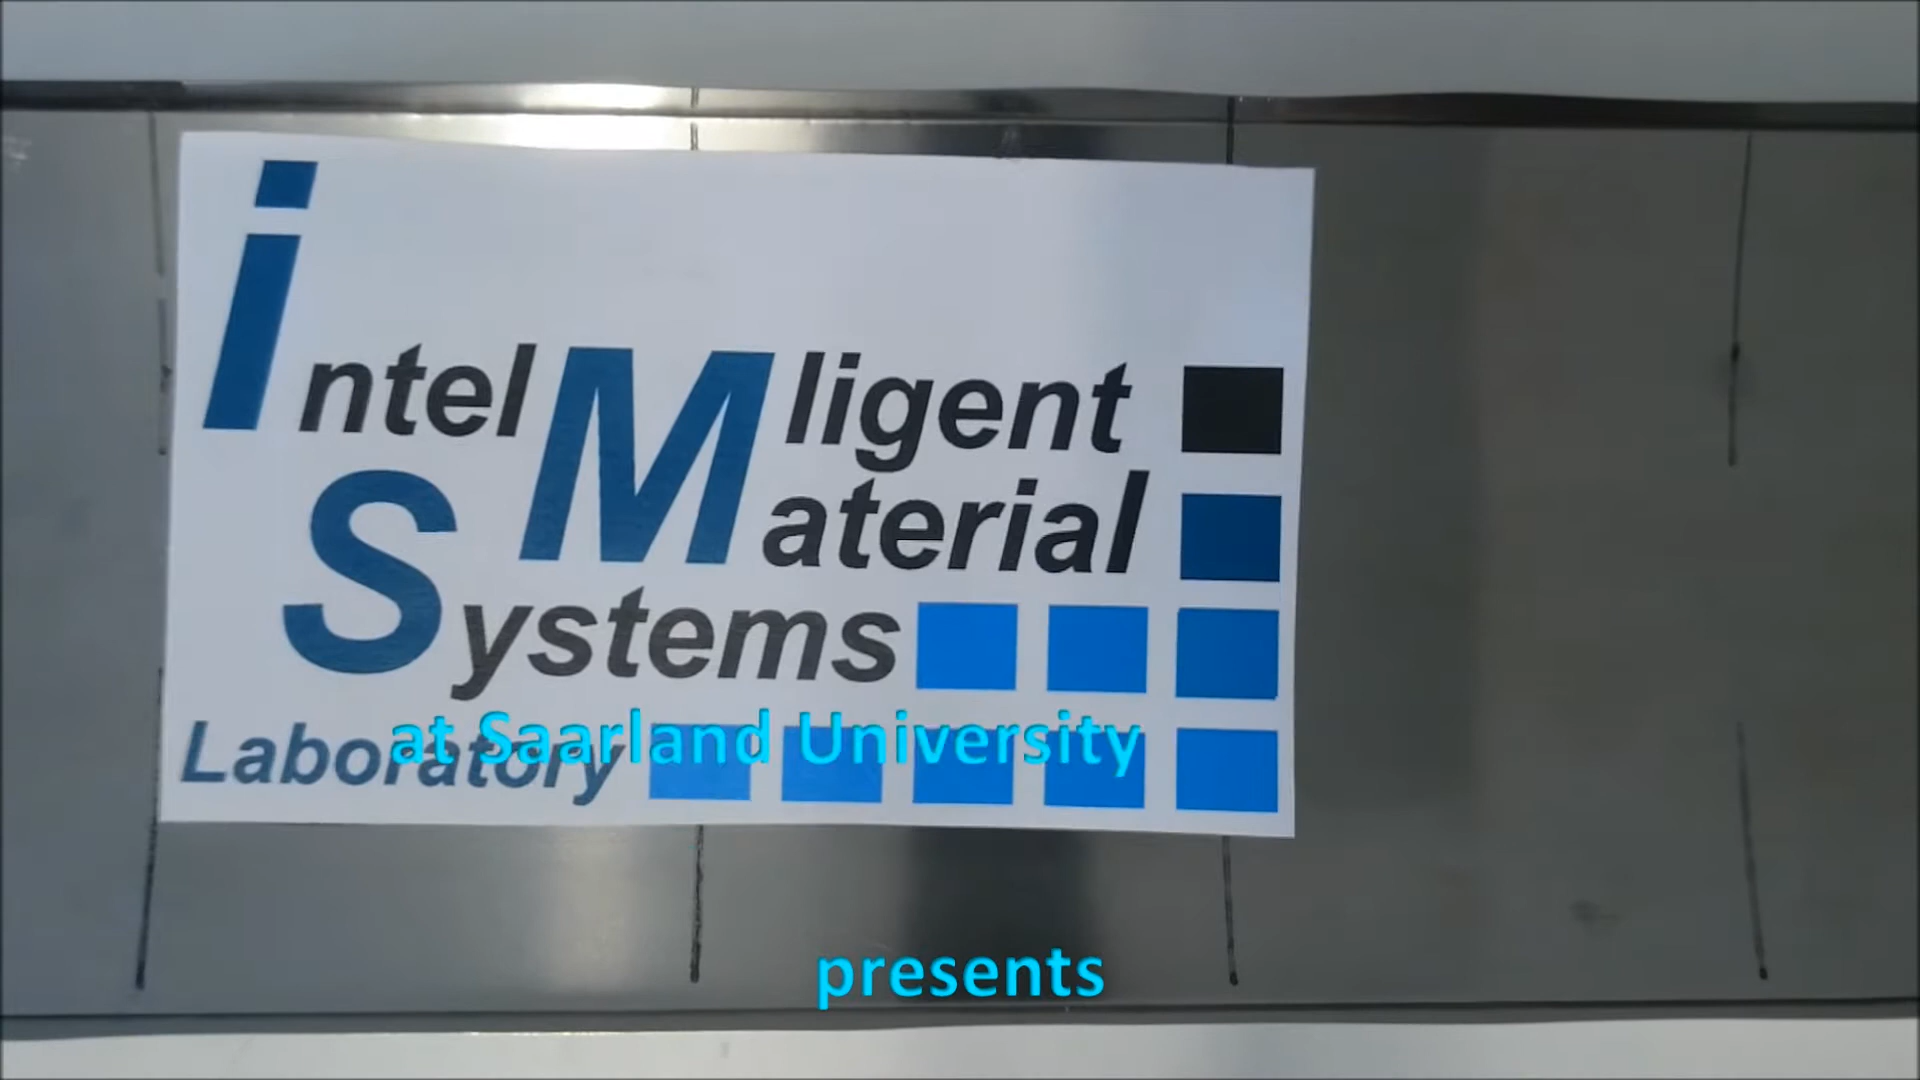 intelligent
Material
Systems
Laboratory
at Saarland University
presents